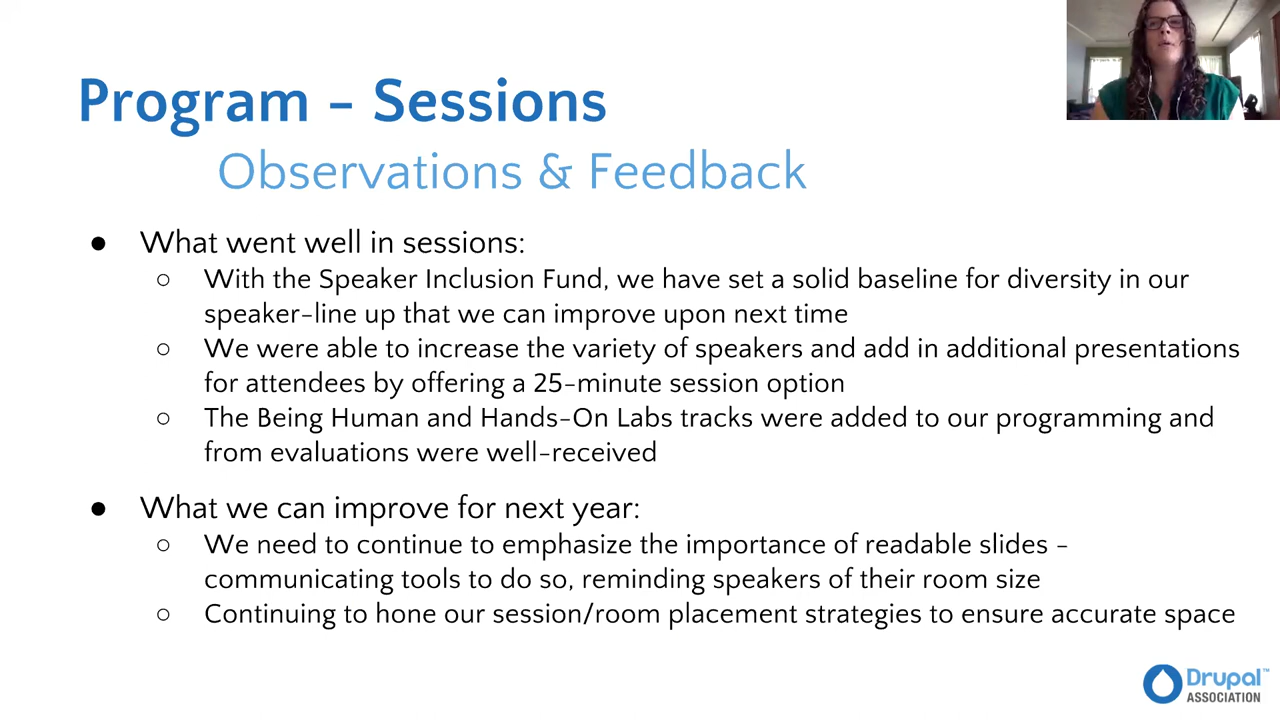 Program - Sessions
Observations & Feedback
● What went well in sessions:
○ With the Speaker Inclusion Fund, we have set a solid baseline for diversity in our
speaker-line up that we can improve upon next time
○ We were able to increase the variety of speakers and add in additional presentations
for attendees by offering a 25-minute session option
○ The Being Human and Hands-On Labs tracks were added to our programming and
from evaluations were well-received
● What we can improve for next year:
○ We need to continue to emphasize the importance of readable slides -
communicating tools to do so, reminding speakers of their room size
○ Continuing to hone our session/room placement strategies to ensure accurate space
Drupal™
ASSOCIATION